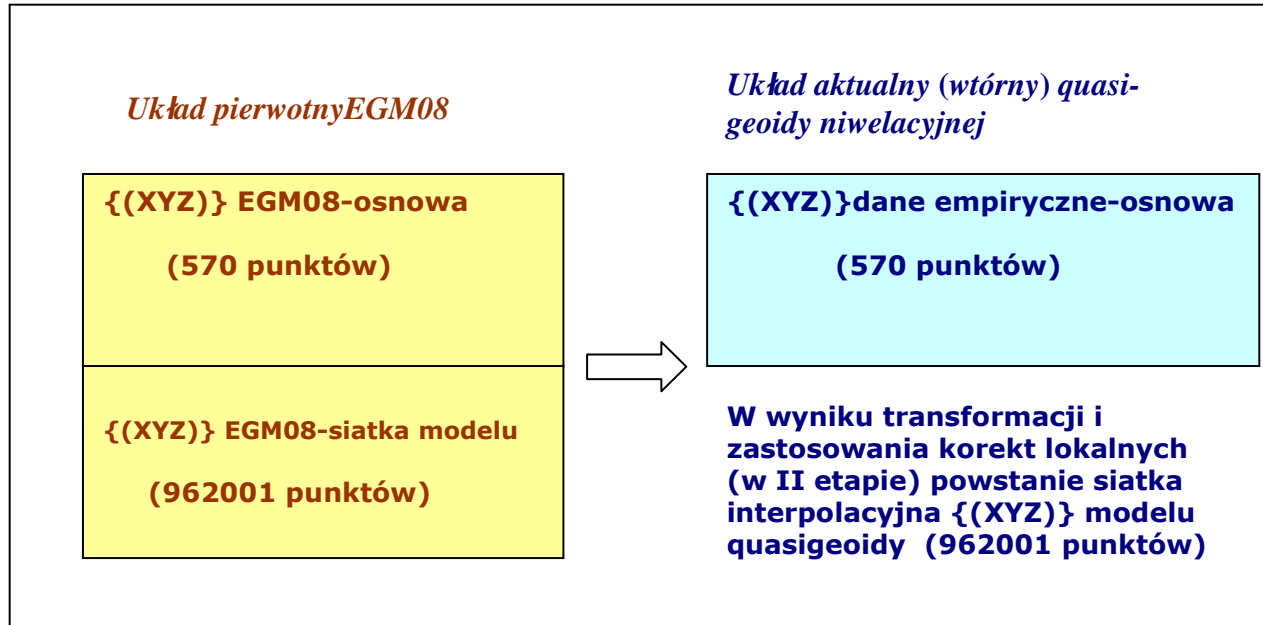 Układ pierwotnyEGM08
{(XYZ)} EGM08-osnowa
(570 punktów)
{(XYZ)} EGM08-siatka modelu
(962001 punktów)
Układ aktualny (wtórny) quasi-
geoidy niwelacyjnej
{(XYZ)}dane empiryczne-osnowa
(570 punktów)
W wyniku transformacji i
zastosowania korekt lokalnych
(w II etapie) powstanie siatka
interpolacyjna {(XYZ)} modelu
quasigeoidy (962001 punktów)